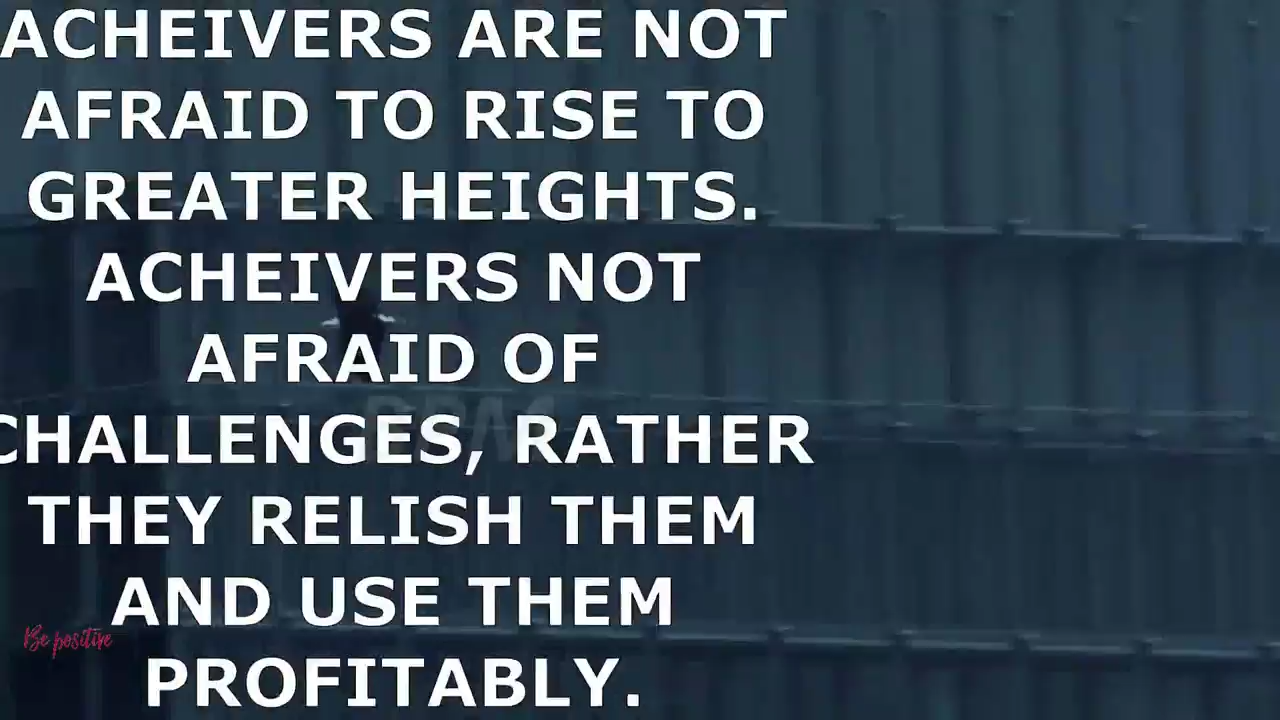 ACHEIVERS ARE NOT
AFRAID TO RISE TO
GREATER HEIGHTS.
ACHEIVERS NOT
AFRAID OF
CHALLENGES, RATHER
THEY RELISH THEM
AND USE THEM
Be positive
PROFITABLY.